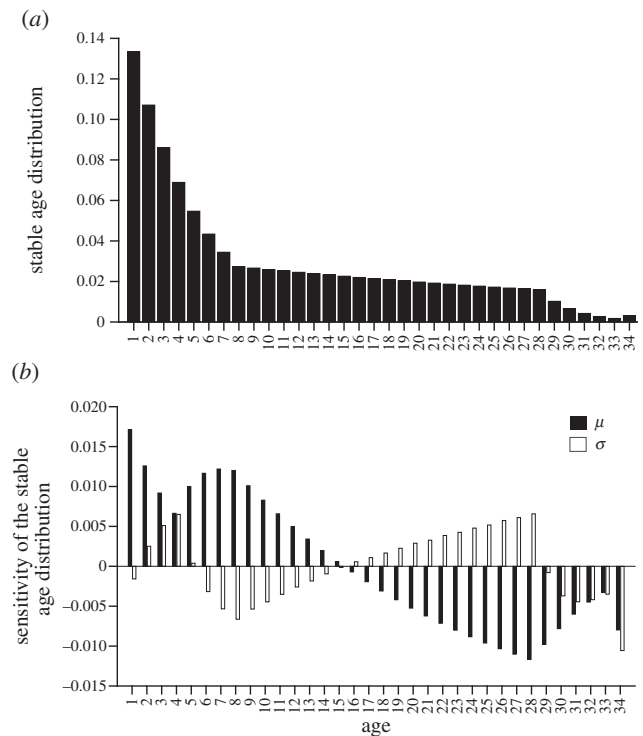 (a)
0.14
0.12
0.10
0.08
0.06
0.04
0.02
0
stable age distribution
1 2 3 4 5 6 7 8 9 10 11 12 13 14 15 16 17 18 19 20 21 22 23 24 25 26 27 28 29 30 31 32 33 34
(b)
0.020
0.015
0.010
0.005
0
−0.005
−0.010
−0.015
sensitivity of the stable
age distribution
μ
σ
1 2 3 4 5 6 7 8 9 10 11 12 13 14 15 16 17 18 19 20 21 22 23 24 25 26 27 28 29 30 31 32 33 34
age